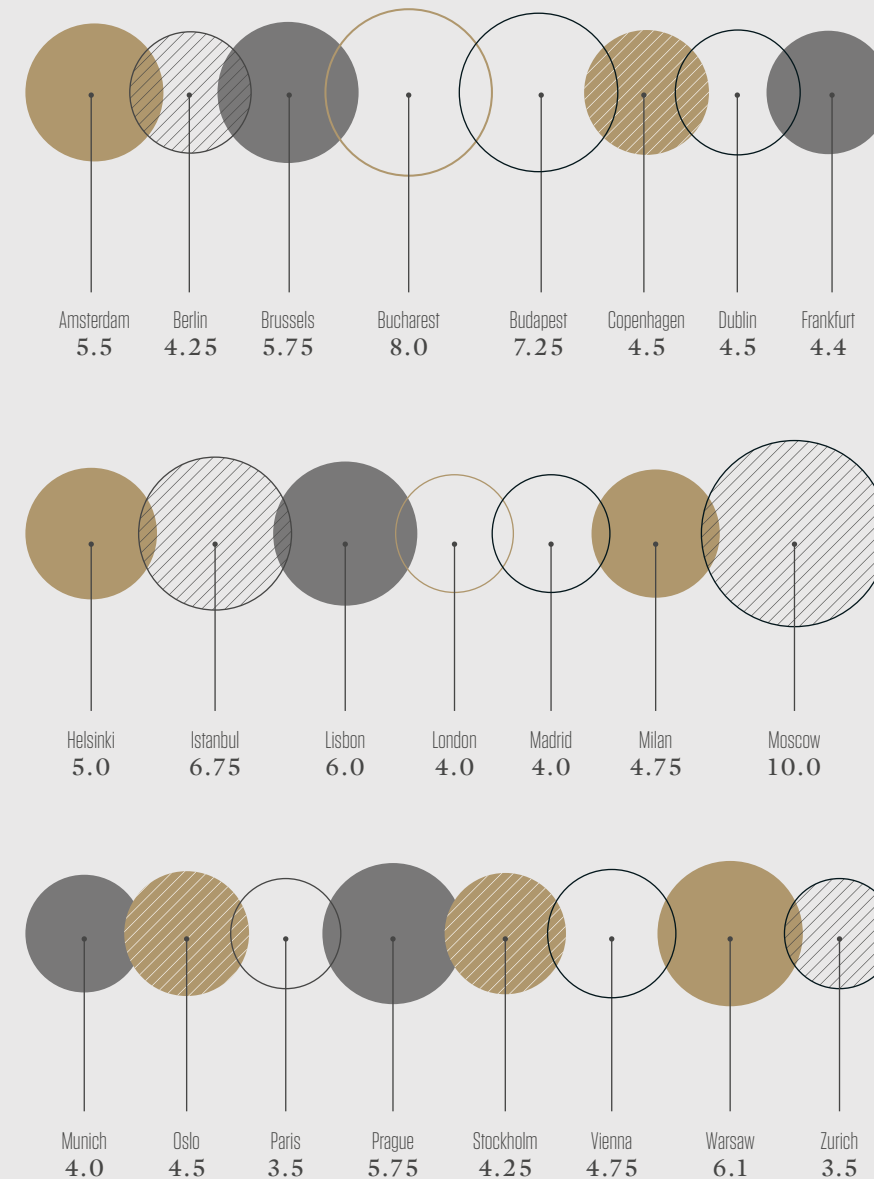 Amsterdam Berlin Brussels Bucharest Budapest Copenhagen Dublin Frankfurt
5.5 4.25 5.75 8.0 7.25 4.5 4.5 4.4
Helsinki Istanbul Lisbon London Madrid Milan Moscow
5.0 6.75 6.0 4.0 4.0 4.75 10.0
Munich Oslo Paris Prague Stockholm Vienna Warsaw Zurich
4.0 4.5 3.5 5.75 4.25 4.75 6.1 3.5